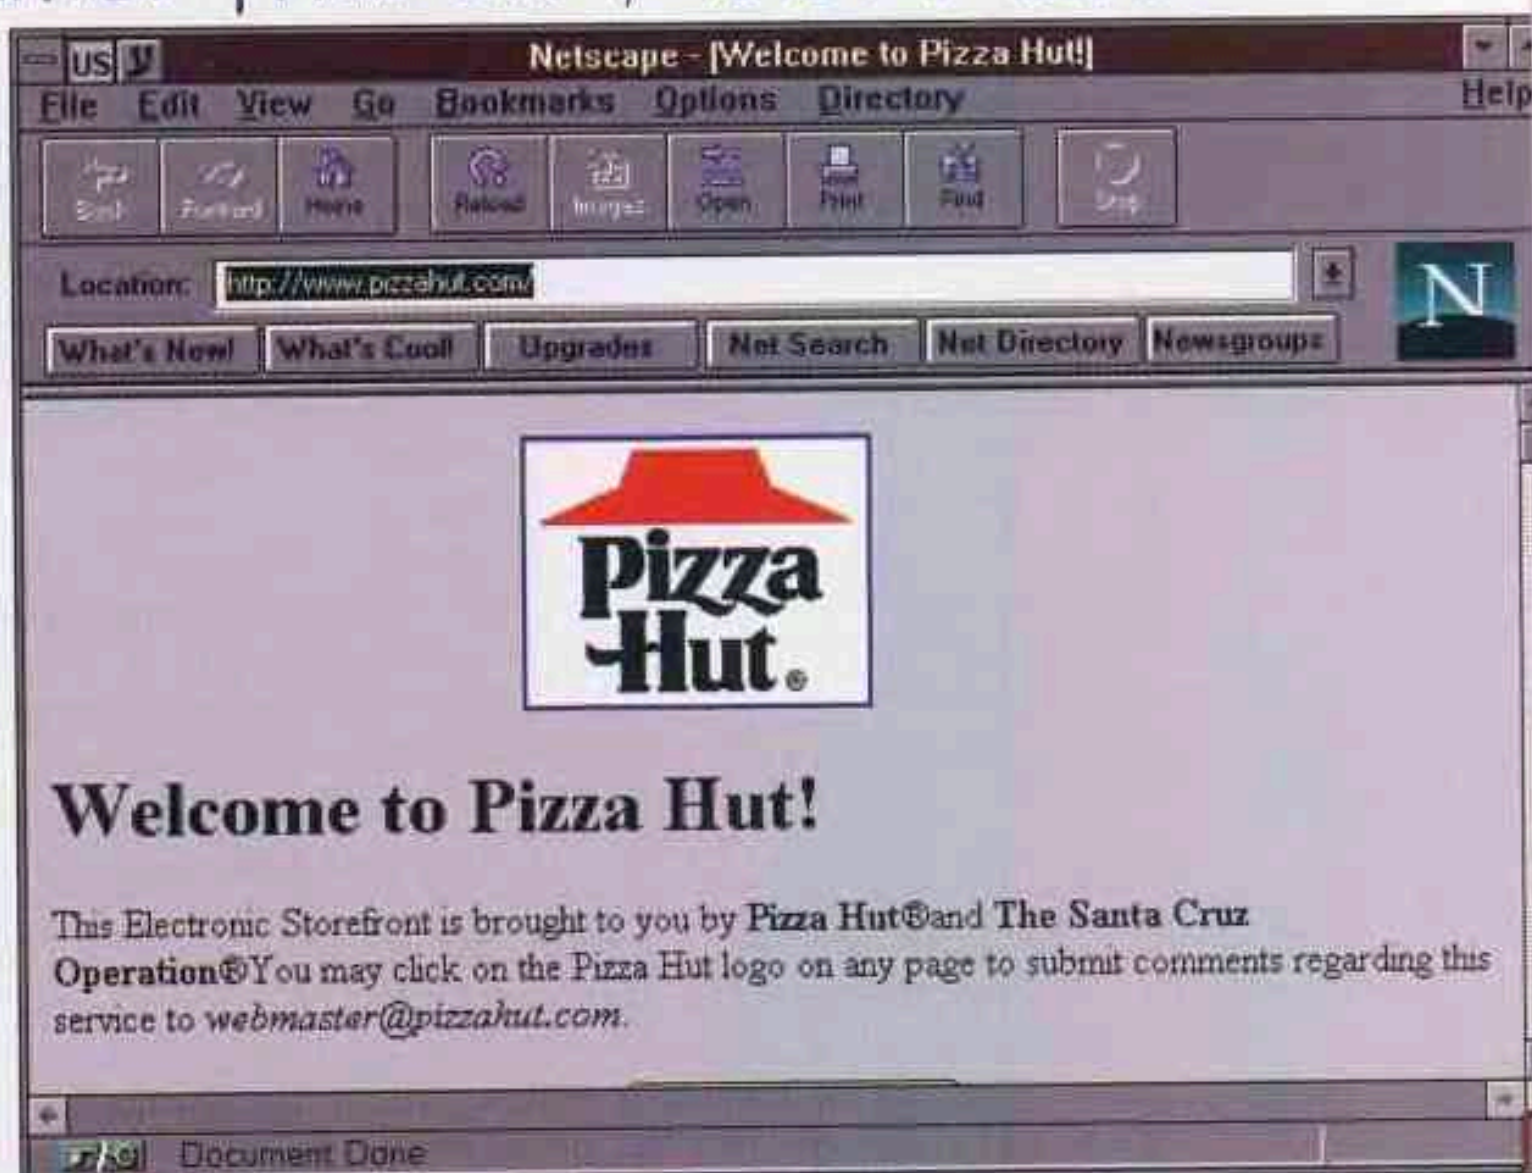 US
Netscape - [Welcome to Pizza Hut!]
File Edit View Go Bookmarks Options Directory Help
Back Forward Home Reload Images Open Print Find Stop
Location: http://www.pizzahut.com/
N
What's New! What's Cool! Upgrades Net Search Net Directory Newsgroups
Pizza
Hut®
Welcome to Pizza Hut!
This Electronic Storefront is brought to you by Pizza Hut®and The Santa Cruz
Operation®You may click on the Pizza Hut logo on any page to submit comments regarding this
service to webmaster@pizzahut.com.
Document: Done